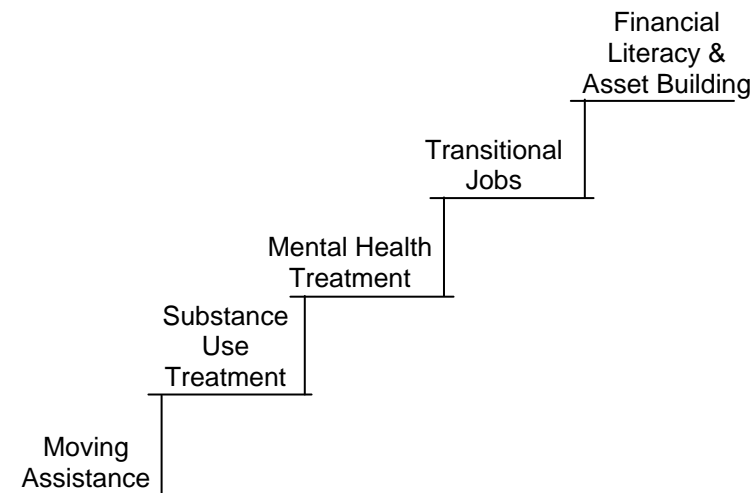 Financial
Literacy &
Asset Building
Transitional
Jobs
Mental Health
Treatment
Substance
Use
Treatment
Moving
Assistance